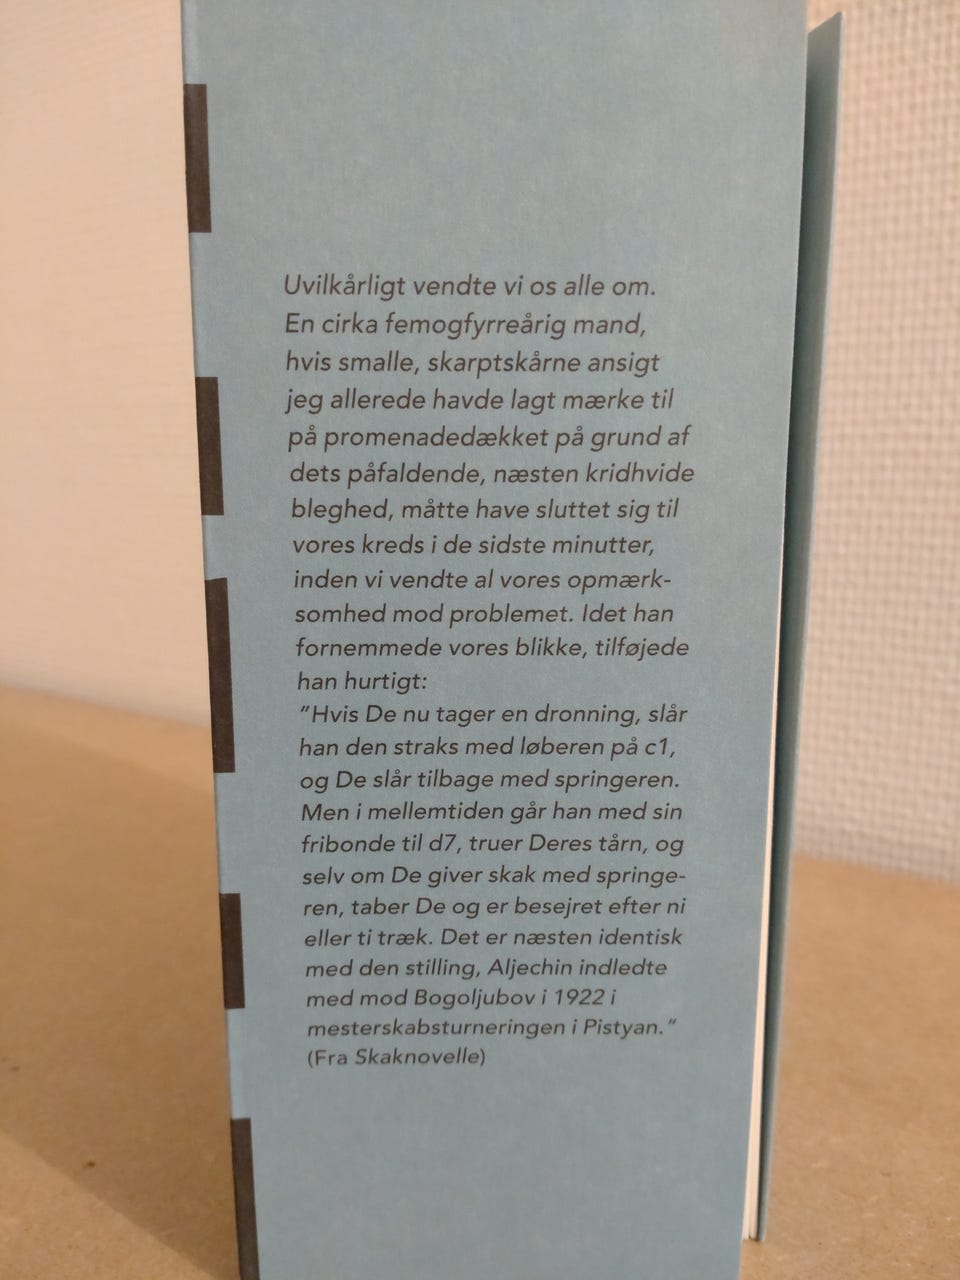 Uvilkårligt vendte vi os alle om.
En cirka femogfyrreårig mand,
hvis smalle, skarptskårne ansigt
jeg allerede havde lagt mærke til
på promenadedækket på grund af
dets påfaldende, næsten kridhvide
bleghed, måtte have sluttet sig til
vores kreds i de sidste minutter,
inden vi vendte al vores opmærk-
somhed mod problemet. Idet han
fornemmede vores blikke, tilføjede
han hurtigt:
"Hvis De nu tager en dronning, slår
han den straks med løberen på c1,
og De slår tilbage med springeren.
Men i mellemtiden går han med sin
fribonde til d7, truer Deres tårn, og
selv om De giver skak med springe-
ren, taber De og er besejret efter ni
eller ti træk. Det er næsten identisk
med den stilling, Aljechin indledte
med mod Bogoljubov i 1922 i
mesterskabsturneringen i Pistyan."
(Fra Skaknovelle)